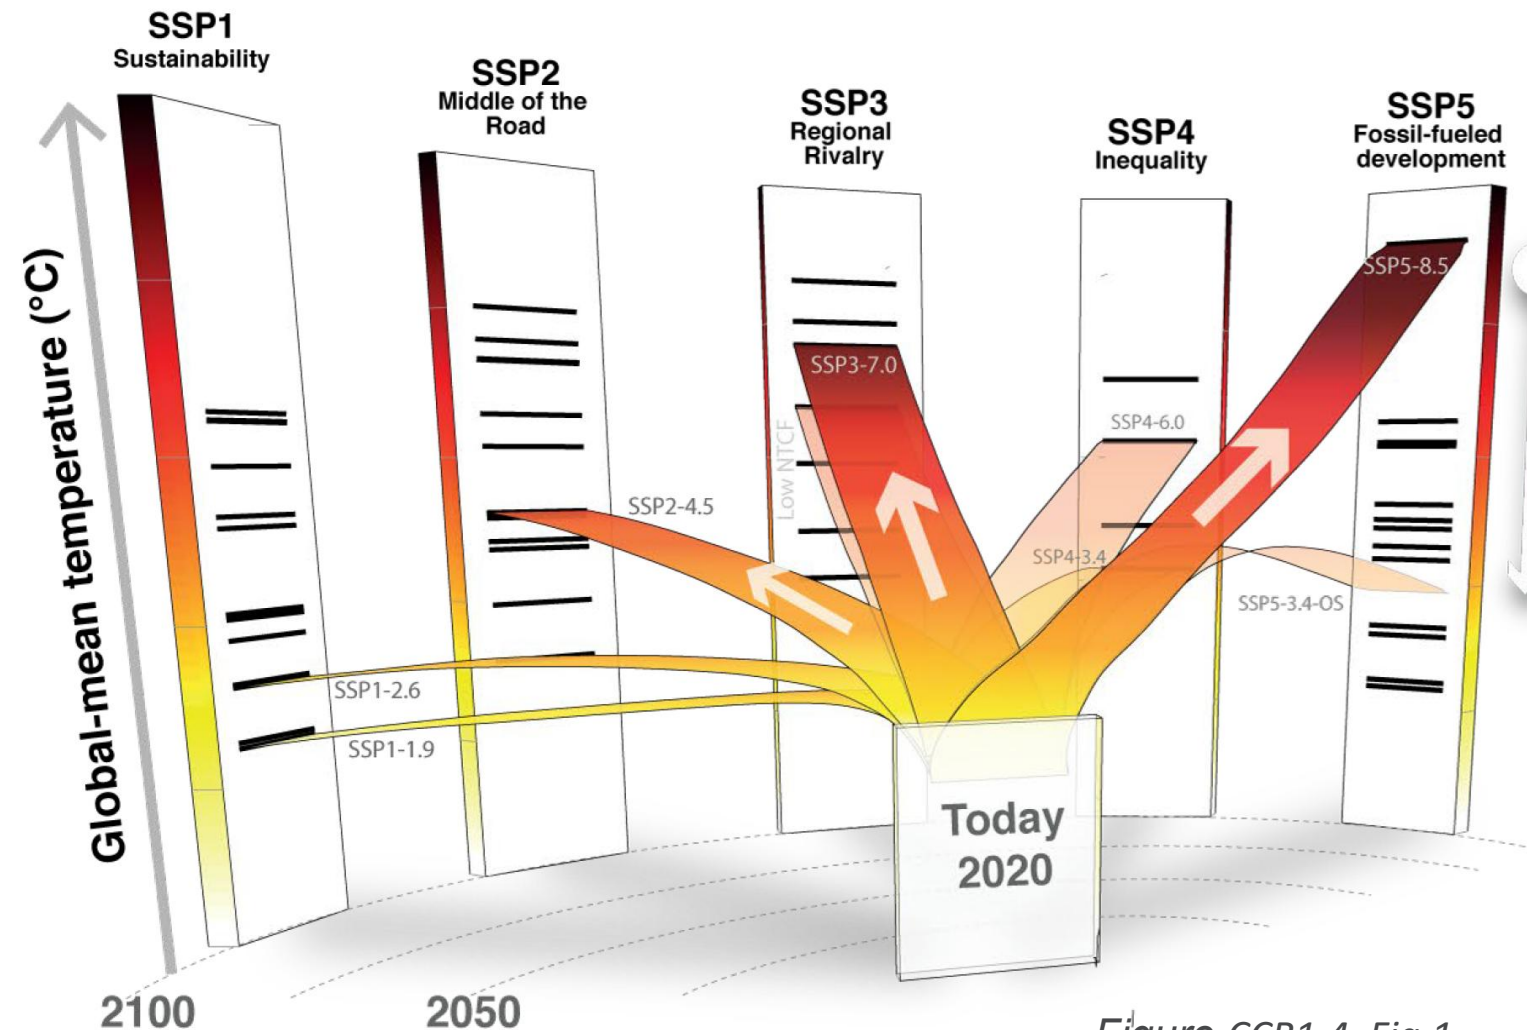 SSP1
Sustainability
SSP2
Middle of the
Road
SSP3
Regional
Rivalry
SSP4
Inequality
SSP5
Fossil-fueled
development
Global-mean temperature (°C)
SSP5-8.5
SSP3-7.0
Low NTCF
SSP4-6.0
SSP2-4.5
SSP4-3.4
SSP5-3.4-OS
SSP1-2.6
SSP1-1.9
Today
2020
2100
2050